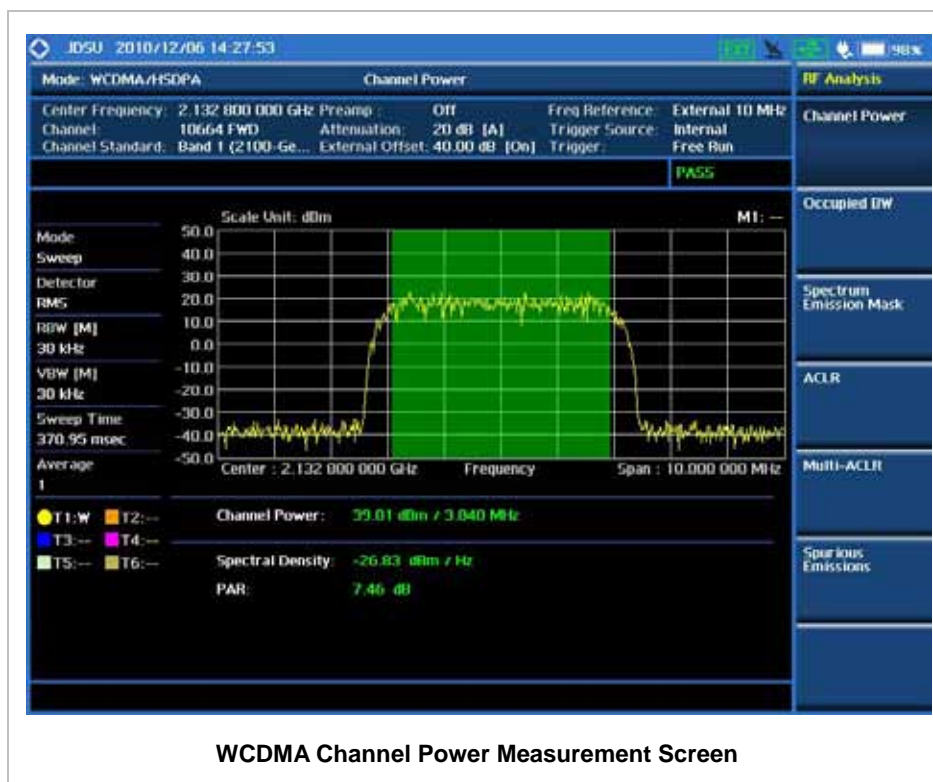 JDSU 2010/12/06 14:27:53 EXT 98%
Mode: WCDMA/HSDPA Channel Power RF Analysis
Center Frequency: 2.132 800 000 GHz Preamp : Off Freq Reference: External 10 MHz
Channel: 10664 FWD Attenuation: 20 dB [A] Trigger Source: Internal
Channel Standard: Band 1 (2100-Ge... External Offset: 40.00 dB [On] Trigger: Free Run
PASS
Channel Power
Occupied BW
Spectrum
Emission Mask
ACLR
Multi-ACLR
Spurious
Emissions
Scale Unit: dBm M1: --
Mode
Sweep
Detector
RMS
RBW [M]
30 kHz
VBW [M]
30 kHz
Sweep Time
370.95 msec
Average
1
T1:W T2:--
T3:-- T4:--
T5:-- T6:--
50.0
40.0
30.0
20.0
10.0
0.0
-10.0
-20.0
-30.0
-40.0
-50.0
Center : 2.132 800 000 GHz Frequency Span : 10.000 000 MHz
Channel Power: 39.01 dBm / 3.840 MHz
Spectral Density: -26.83 dBm / Hz
PAR: 7.46 dB
WCDMA Channel Power Measurement Screen